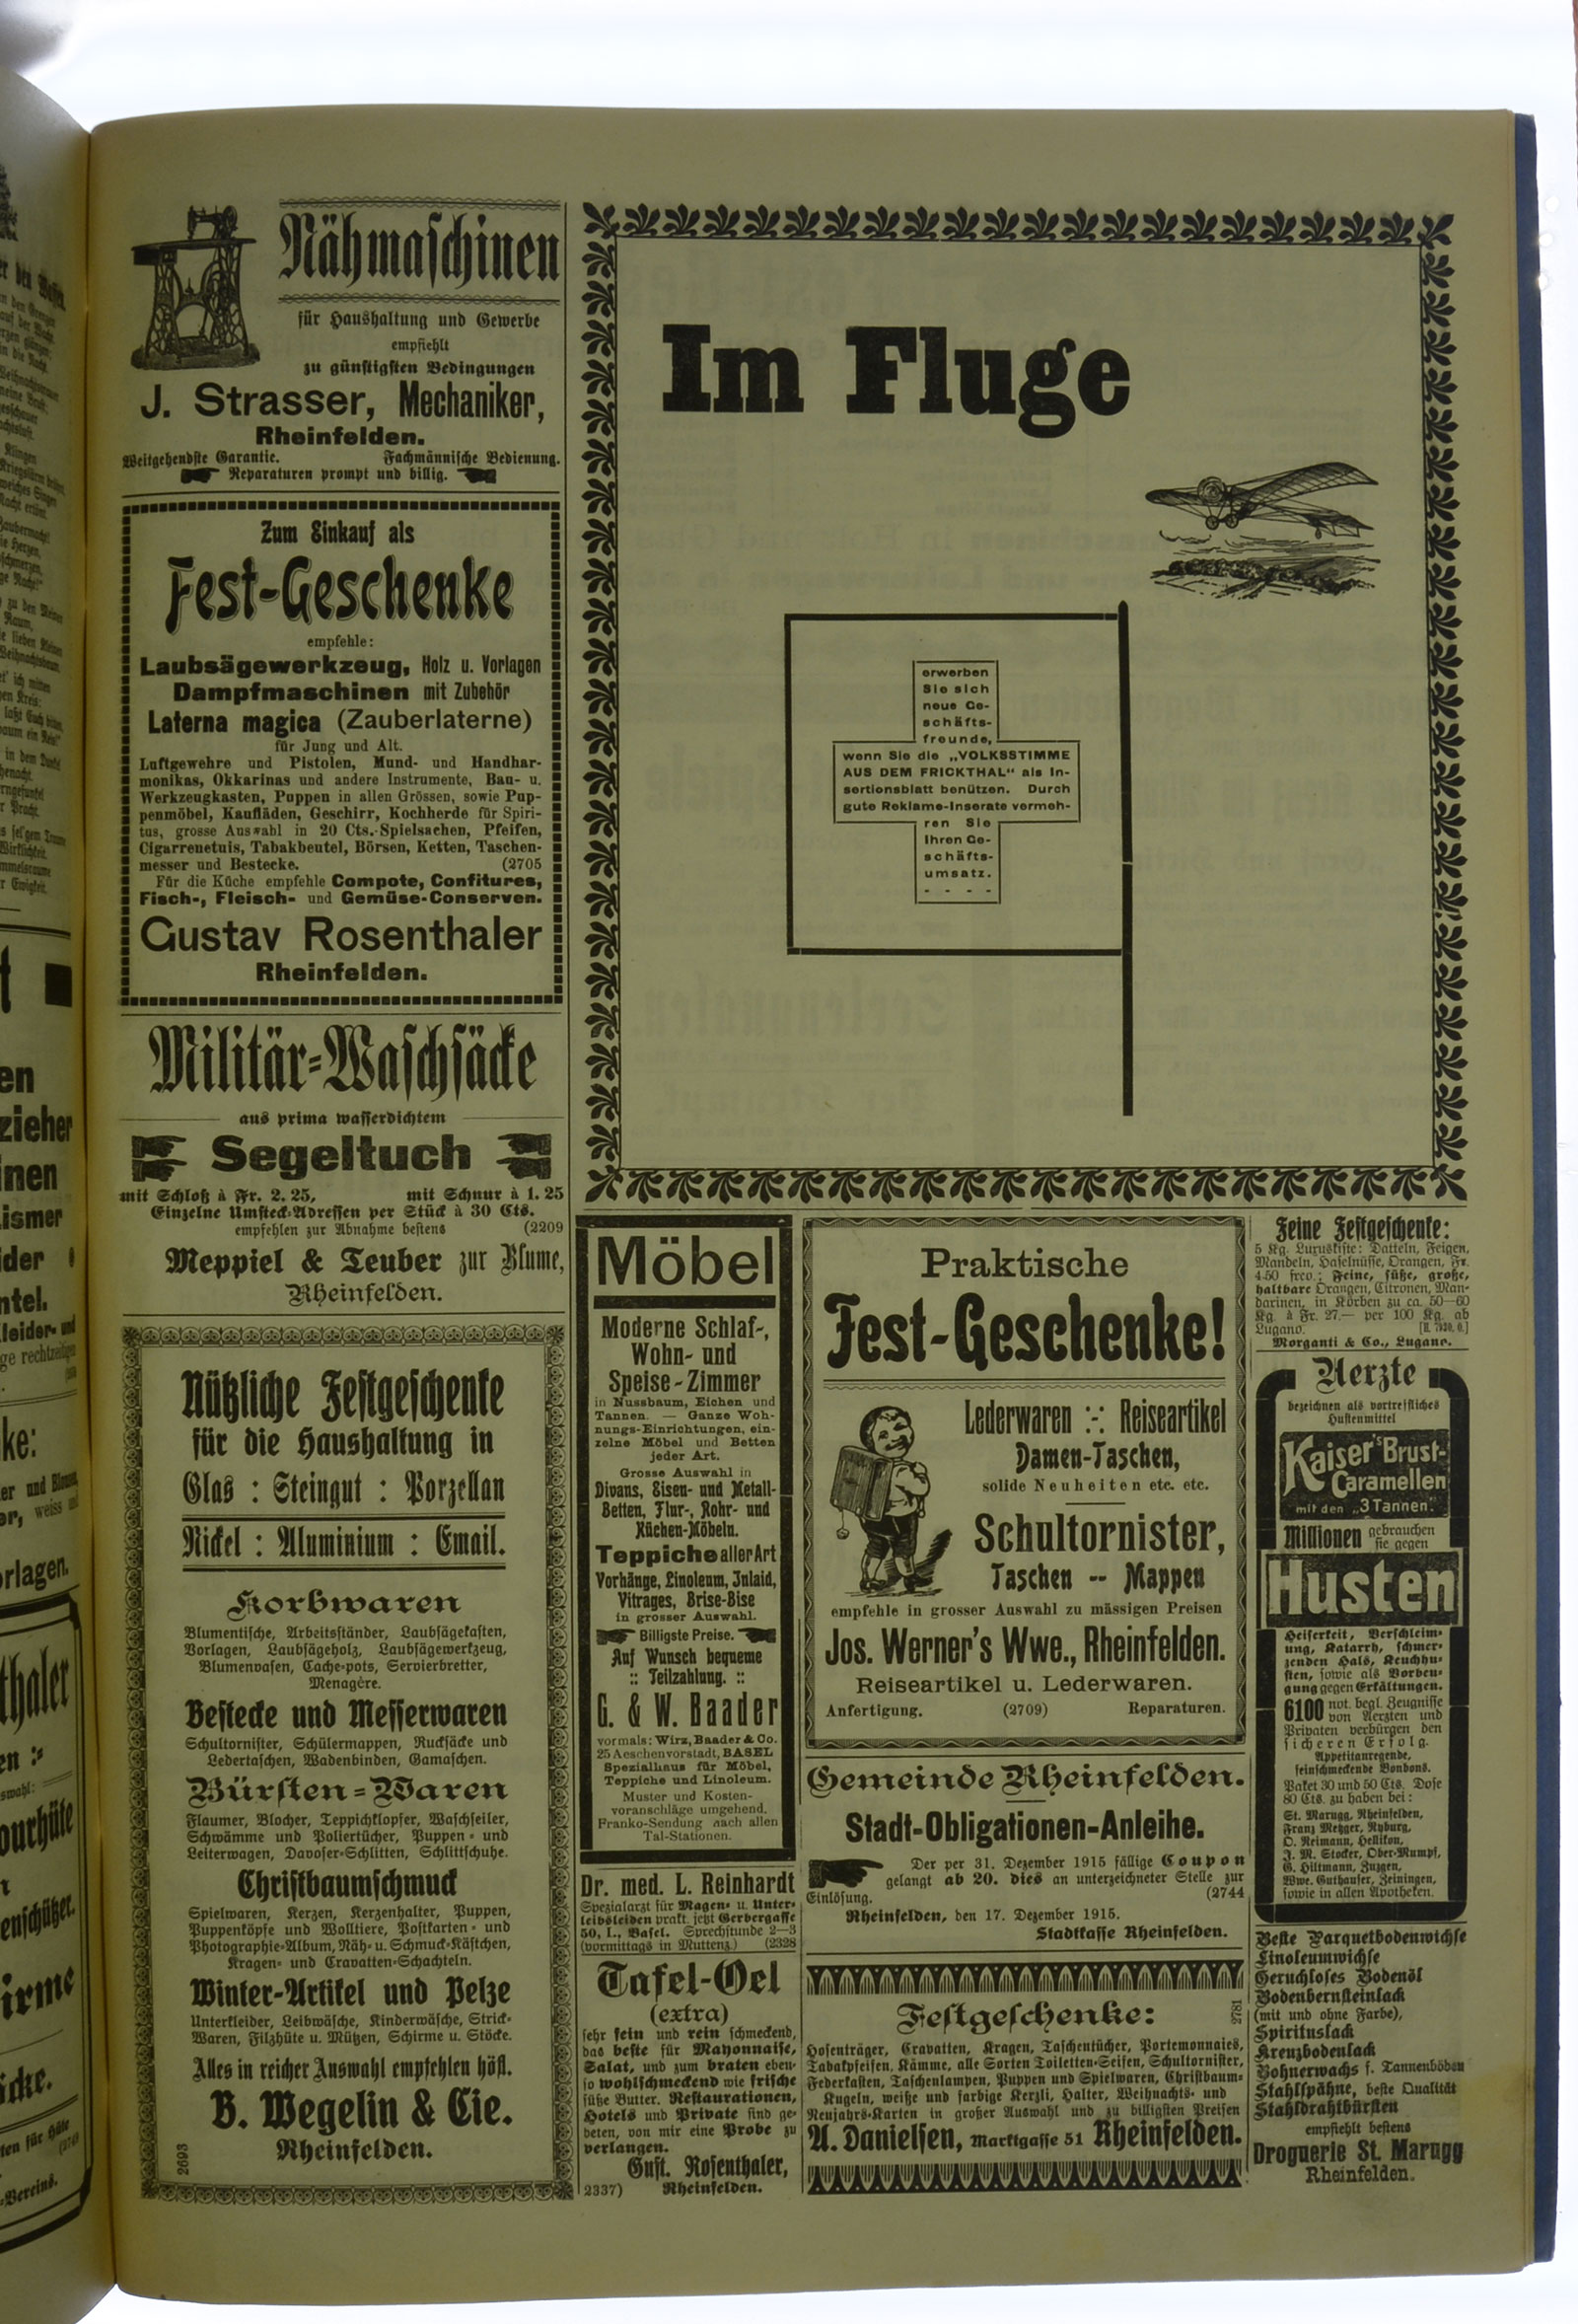 Nähmaschinen
für Haushaltung und Gewerbe
empfiehlt
zu günstigsten Bedingungen
J. Strasser, Mechaniker,
Rheinfelden.
Weitgehendste Garantie. Fachmännische Bedienung.
Reparaturen prompt und billig.
Zum Einkauf als
Fest-Geschenke
empfehle:
Laubsägewerkzeug, Holz u. Vorlagen
Dampfmaschinen mit Zubehör
Laterna magica (Zauberlaterne)
für Jung und Alt.
Luftgewehre und Pistolen, Mund- und Handhar-
monikas, Okkarinas und andere Instrumente, Bau- u.
Werkzeugkasten, Puppen in allen Grössen, sowie Pup-
penmöbel, Kaufläden, Geschirr, Kochherde für Spiri-
tus, grosse Auswahl in 20 Cts.-Spielsachen, Pfeifen,
Cigarrenetuis, Tabakbeutel, Börsen, Ketten, Taschen-
messer und Bestecke. (2705
Für die Küche empfehle Compote, Confitures,
Fisch-, Fleisch- und Gemüse-Conserven.
Gustav Rosenthaler
Rheinfelden.
Militär-Waschsäcke
aus prima wasserdichtem
Segeltuch
mit Schloß à Fr. 2.25, mit Schnur à 1.25
Einzelne Umsteck-Adressen per Stück à 30 Cts.
empfehlen zur Abnahme bestens (2209
Meppiel & Teuber zur Blume,
Rheinfelden.
Nützliche Festgeschenke
für die Haushaltung in
Glas : Steingut : Porzellan
Nickel : Aluminium : Email.
Korbwaren
Blumentische, Arbeitsständer, Laubsägekasten,
Vorlagen, Laubsägeholz, Laubsägewerkzeug,
Blumenvasen, Cache-pots, Servierbretter,
Menagère.
Bestecke und Messerwaren
Schultornister, Schülermappen, Rucksäcke und
Ledertaschen, Wadenbinden, Gamaschen.
Bürsten-Waren
Flaumer, Blocher, Teppichklopfer, Waschseiler,
Schwämme und Poliertücher, Puppen- und
Leiterwagen, Davoser-Schlitten, Schlittschuhe.
Christbaumschmuck
Spielwaren, Kerzen, Kerzenhalter, Puppen,
Puppenköpfe und Wolltiere, Postkarten- und
Photographie-Album, Näh- u. Schmuck-Kästchen,
Kragen- und Cravatten-Schachteln.
Winter-Artikel und Pelze
Unterkleider, Leibwäsche, Kinderwäsche, Strick-
Waren, Filzhüte u. Mützen, Schirme u. Stöcke.
Alles in reicher Auswahl empfehlen höfl.
B. Wegelin & Cie.
2693 Rheinfelden.
Im Fluge
erwerben
Sie sich
neue Ge-
schäfts-
freunde,
wenn Sie die „VOLKSSTIMME
AUS DEM FRICKTHAL“ als In-
sertionsblatt benützen. Durch
gute Reklame-Inserate vermeh-
ren Sie
Ihren Ge-
schäfts-
umsatz.
- - - -
Möbel
Moderne Schlaf-,
Wohn- und
Speise-Zimmer
in Nussbaum, Eichen und
Tannen. — Ganze Woh-
nungs-Einrichtungen, ein-
zelne Möbel und Betten
jeder Art.
Grosse Auswahl in
Divans, Eisen- und Metall-
Betten, Flur-, Rohr- und
Küchen-Möbeln.
Teppiche aller Art
Vorhänge, Linoleum, Inlaid,
Vitrages, Brise-Bise
in grosser Auswahl.
Billigste Preise.
Auf Wunsch bequeme
:: Teilzahlung. ::
G. & W. Baader
vormals: Wirz, Baader & Co.
25 Aeschenvorstadt, BASEL
Spezialhaus für Möbel,
Teppiche und Linoleum.
Muster und Kosten-
voranschläge umgehend.
Franko-Sendung nach allen
Tal-Stationen.
Dr. med. L. Reinhardt
Spezialarzt für Magen- u. Unter-
leibsleiden prakt. jetzt Gerbergasse
50, I., Basel. Sprechstunde 2—3
(vormittags in Muttenz) (2328
Tafel-Oel
(extra)
sehr fein und rein schmeckend,
das beste für Mayonnaise,
Salat, und zum braten eben-
so wohlschmeckend wie frische
süße Butter. Restaurationen,
Hotels und Private sind ge-
beten, von mir eine Probe zu
verlangen.
Gust. Rosenthaler,
2337) Rheinfelden.
Praktische
Fest-Geschenke!
Lederwaren :-: Reiseartikel
Damen-Taschen,
solide Neuheiten etc. etc.
Schultornister,
Taschen -- Mappen
empfehle in grosser Auswahl zu mässigen Preisen
Jos. Werner's Wwe., Rheinfelden.
Reiseartikel u. Lederwaren.
Anfertigung. (2709) Reparaturen.
Gemeinde Rheinfelden.
Stadt-Obligationen-Anleihe.
Der per 31. Dezember 1915 fällige Coupon
gelangt ab 20. dies an unterzeichneter Stelle zur
Einlösung. (2744
Rheinfelden, den 17. Dezember 1915.
Stadtkasse Rheinfelden.
Festgeschenke:
2781
Hosenträger, Cravatten, Kragen, Taschentücher, Portemonnaies,
Tabakpfeifen, Kämme, alle Sorten Toiletten-Seifen, Schultornister,
Federkasten, Taschenlampen, Puppen und Spielwaren, Christbaum-
Kugeln, weiße und farbige Kerzli, Halter, Weihnachts- und
Neujahrs-Karten in großer Auswahl und zu billigsten Preisen
A. Danielsen, Marktgasse 51 Rheinfelden.
Feine Festgeschenke:
5 Kg. Luxuskiste: Datteln, Feigen,
Mandeln, Haselnüsse, Orangen, Fr.
4.50 frco.; Feine, süße, große,
haltbare Orangen, Citronen, Man-
darinen, in Körben zu ca. 50—60
Kg. à Fr. 27.— per 100 Kg. ab
Lugano.
Morganti & Co., Lugano.
Aerzte
bezeichnen als vortreffliches
Hustenmittel
Kaiser's Brust-
Caramellen
mit den „3 Tannen“.
Millionen gebrauchen
sie gegen
Husten
Heiserkeit, Verschleim-
ung, Katarrh, schmer-
zenden Hals, Keuchhu-
sten, sowie als Vorbeu-
gung gegen Erkältungen.
6100 not. begl. Zeugnisse
von Aerzten und
Privaten verbürgen den
sicheren Erfolg.
Appetitanregende,
feinschmeckende Bonbons.
Paket 30 und 50 Cts. Dose
80 Cts. zu haben bei:
St. Marugg, Rheinfelden,
Franz Metzger, Ryburg,
O. Reimann, Hellikon,
J. M. Stocker, Ober-Mumpf,
G. Hiltmann, Zuzgen,
Wwe. Guthauser, Zeiningen,
sowie in allen Apotheken.
Beste Parquetbodenwichse
Linoleumwichse
Geruchloses Bodenöl
Bodenbernsteinlack
(mit und ohne Farbe),
Spirituslack
Kreuzbodenlack
Bohnerwachs f. Tannenböden
Stahlspähne, beste Qualität
Stahldrahtbürsten
empfiehlt bestens
Droguerie St. Marugg
Rheinfelden.